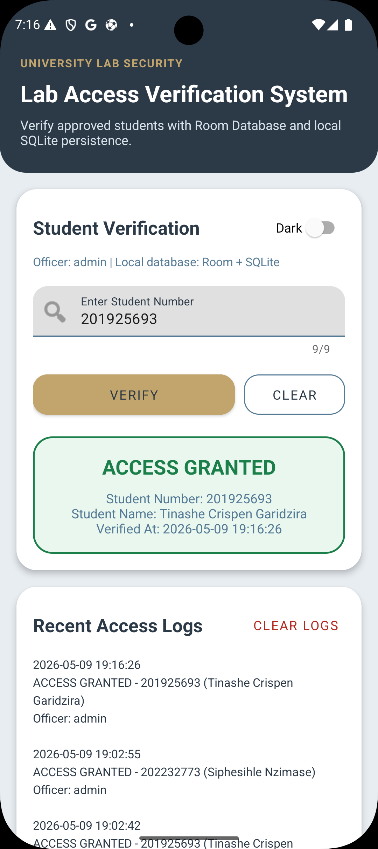 7:16
UNIVERSITY LAB SECURITY
Lab Access Verification System
Verify approved students with Room Database and local
SQLite persistence.
Student Verification
Dark
Officer: admin | Local database: Room + SQLite
Enter Student Number
201925693
9/9
VERIFY
CLEAR
ACCESS GRANTED
Student Number: 201925693
Student Name: Tinashe Crispen Garidzira
Verified At: 2026-05-09 19:16:26
Recent Access Logs
CLEAR LOGS
2026-05-09 19:16:26
ACCESS GRANTED - 201925693 (Tinashe Crispen
Garidzira)
Officer: admin
2026-05-09 19:02:55
ACCESS GRANTED - 202232773 (Siphesihle Nzimase)
Officer: admin
2026-05-09 19:02:42
ACCESS GRANTED - 201925693 (Tinashe Crispen